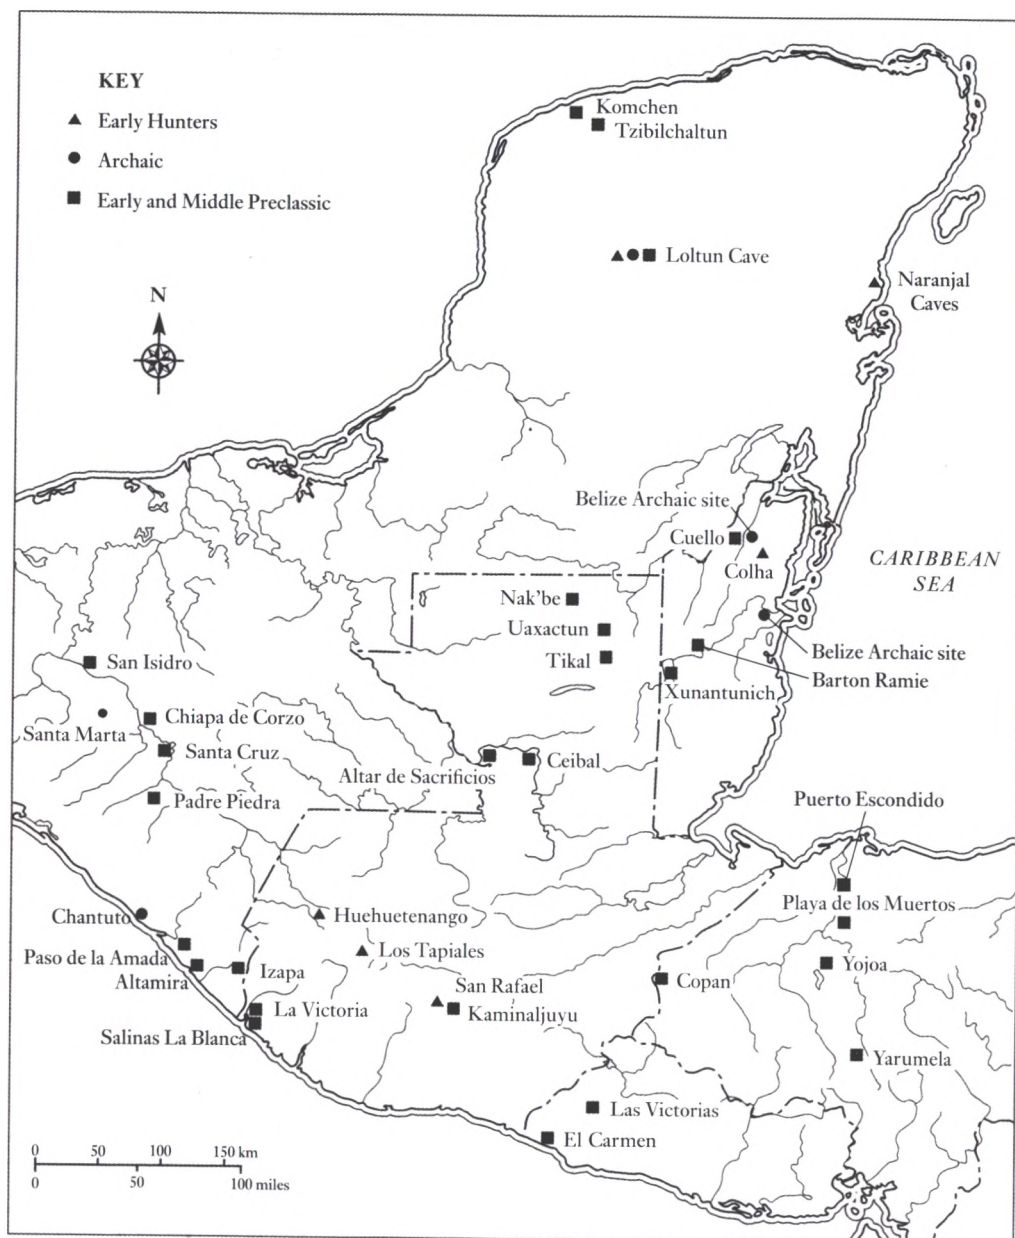 KEY
Early Hunters
Archaic
Early and Middle Preclassic
N
Komchen
Tzibilchaltun
Loltun Cave
Naranjal
Caves
Belize Archaic site
Cuello
Colha
CARIBBEAN
SEA
Nak'be
Uaxactun
Tikal
Belize Archaic site
Barton Ramie
Xunantunich
San Isidro
Santa Marta
Chiapa de Corzo
Santa Cruz
Padre Piedra
Altar de Sacrificios
Ceibal
Puerto Escondido
Playa de los Muertos
Chantuto
Huehuetenango
Los Tapiales
Paso de la Amada
Altamira
Izapa
San Rafael
Kaminaljuyu
Copan
Yojoa
La Victoria
Salinas La Blanca
Yarumela
Las Victorias
El Carmen
0 50 100 150 km
0 50 100 miles